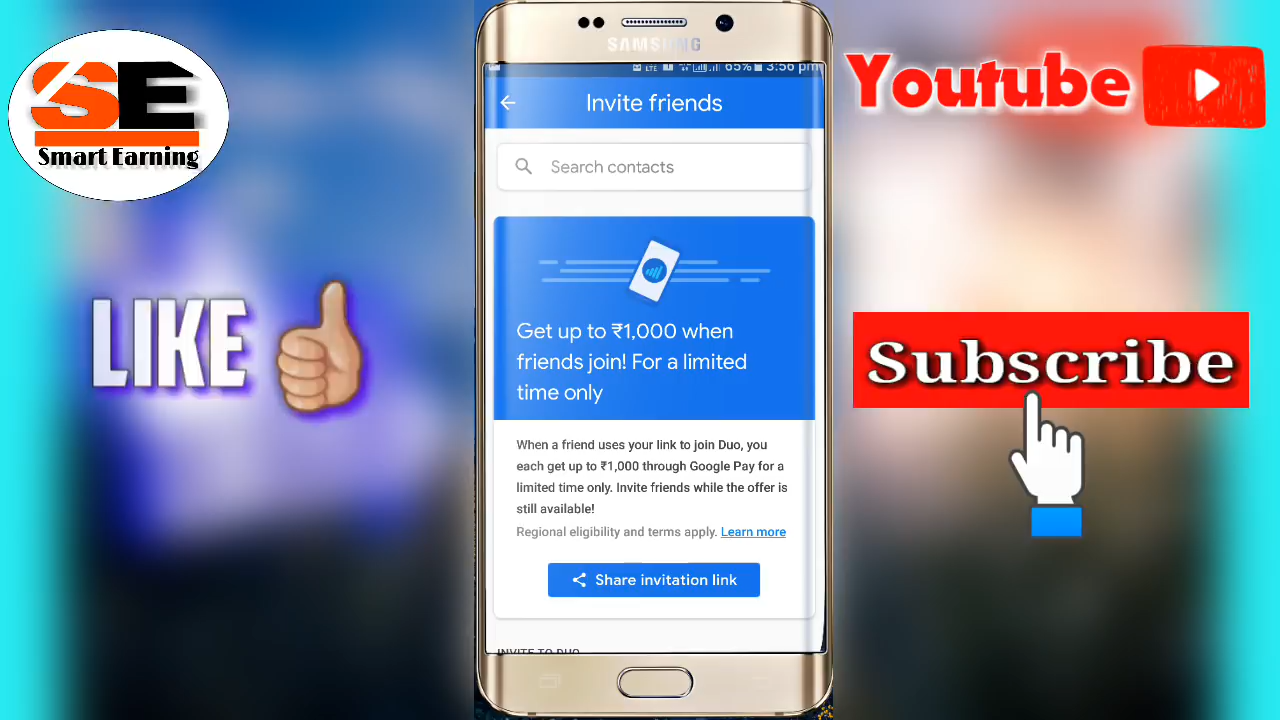 SE
Smart Earning
LIKE
SAMSUNG
65% 3:56 pm
Invite friends
Search contacts
Get up to ₹1,000 when
friends join! For a limited
time only
When a friend uses your link to join Duo, you
each get up to ₹1,000 through Google Pay for a
limited time only. Invite friends while the offer is
still available!
Regional eligibility and terms apply. Learn more
Share invitation link
INVITE TO DUO
Youtube
Subscribe